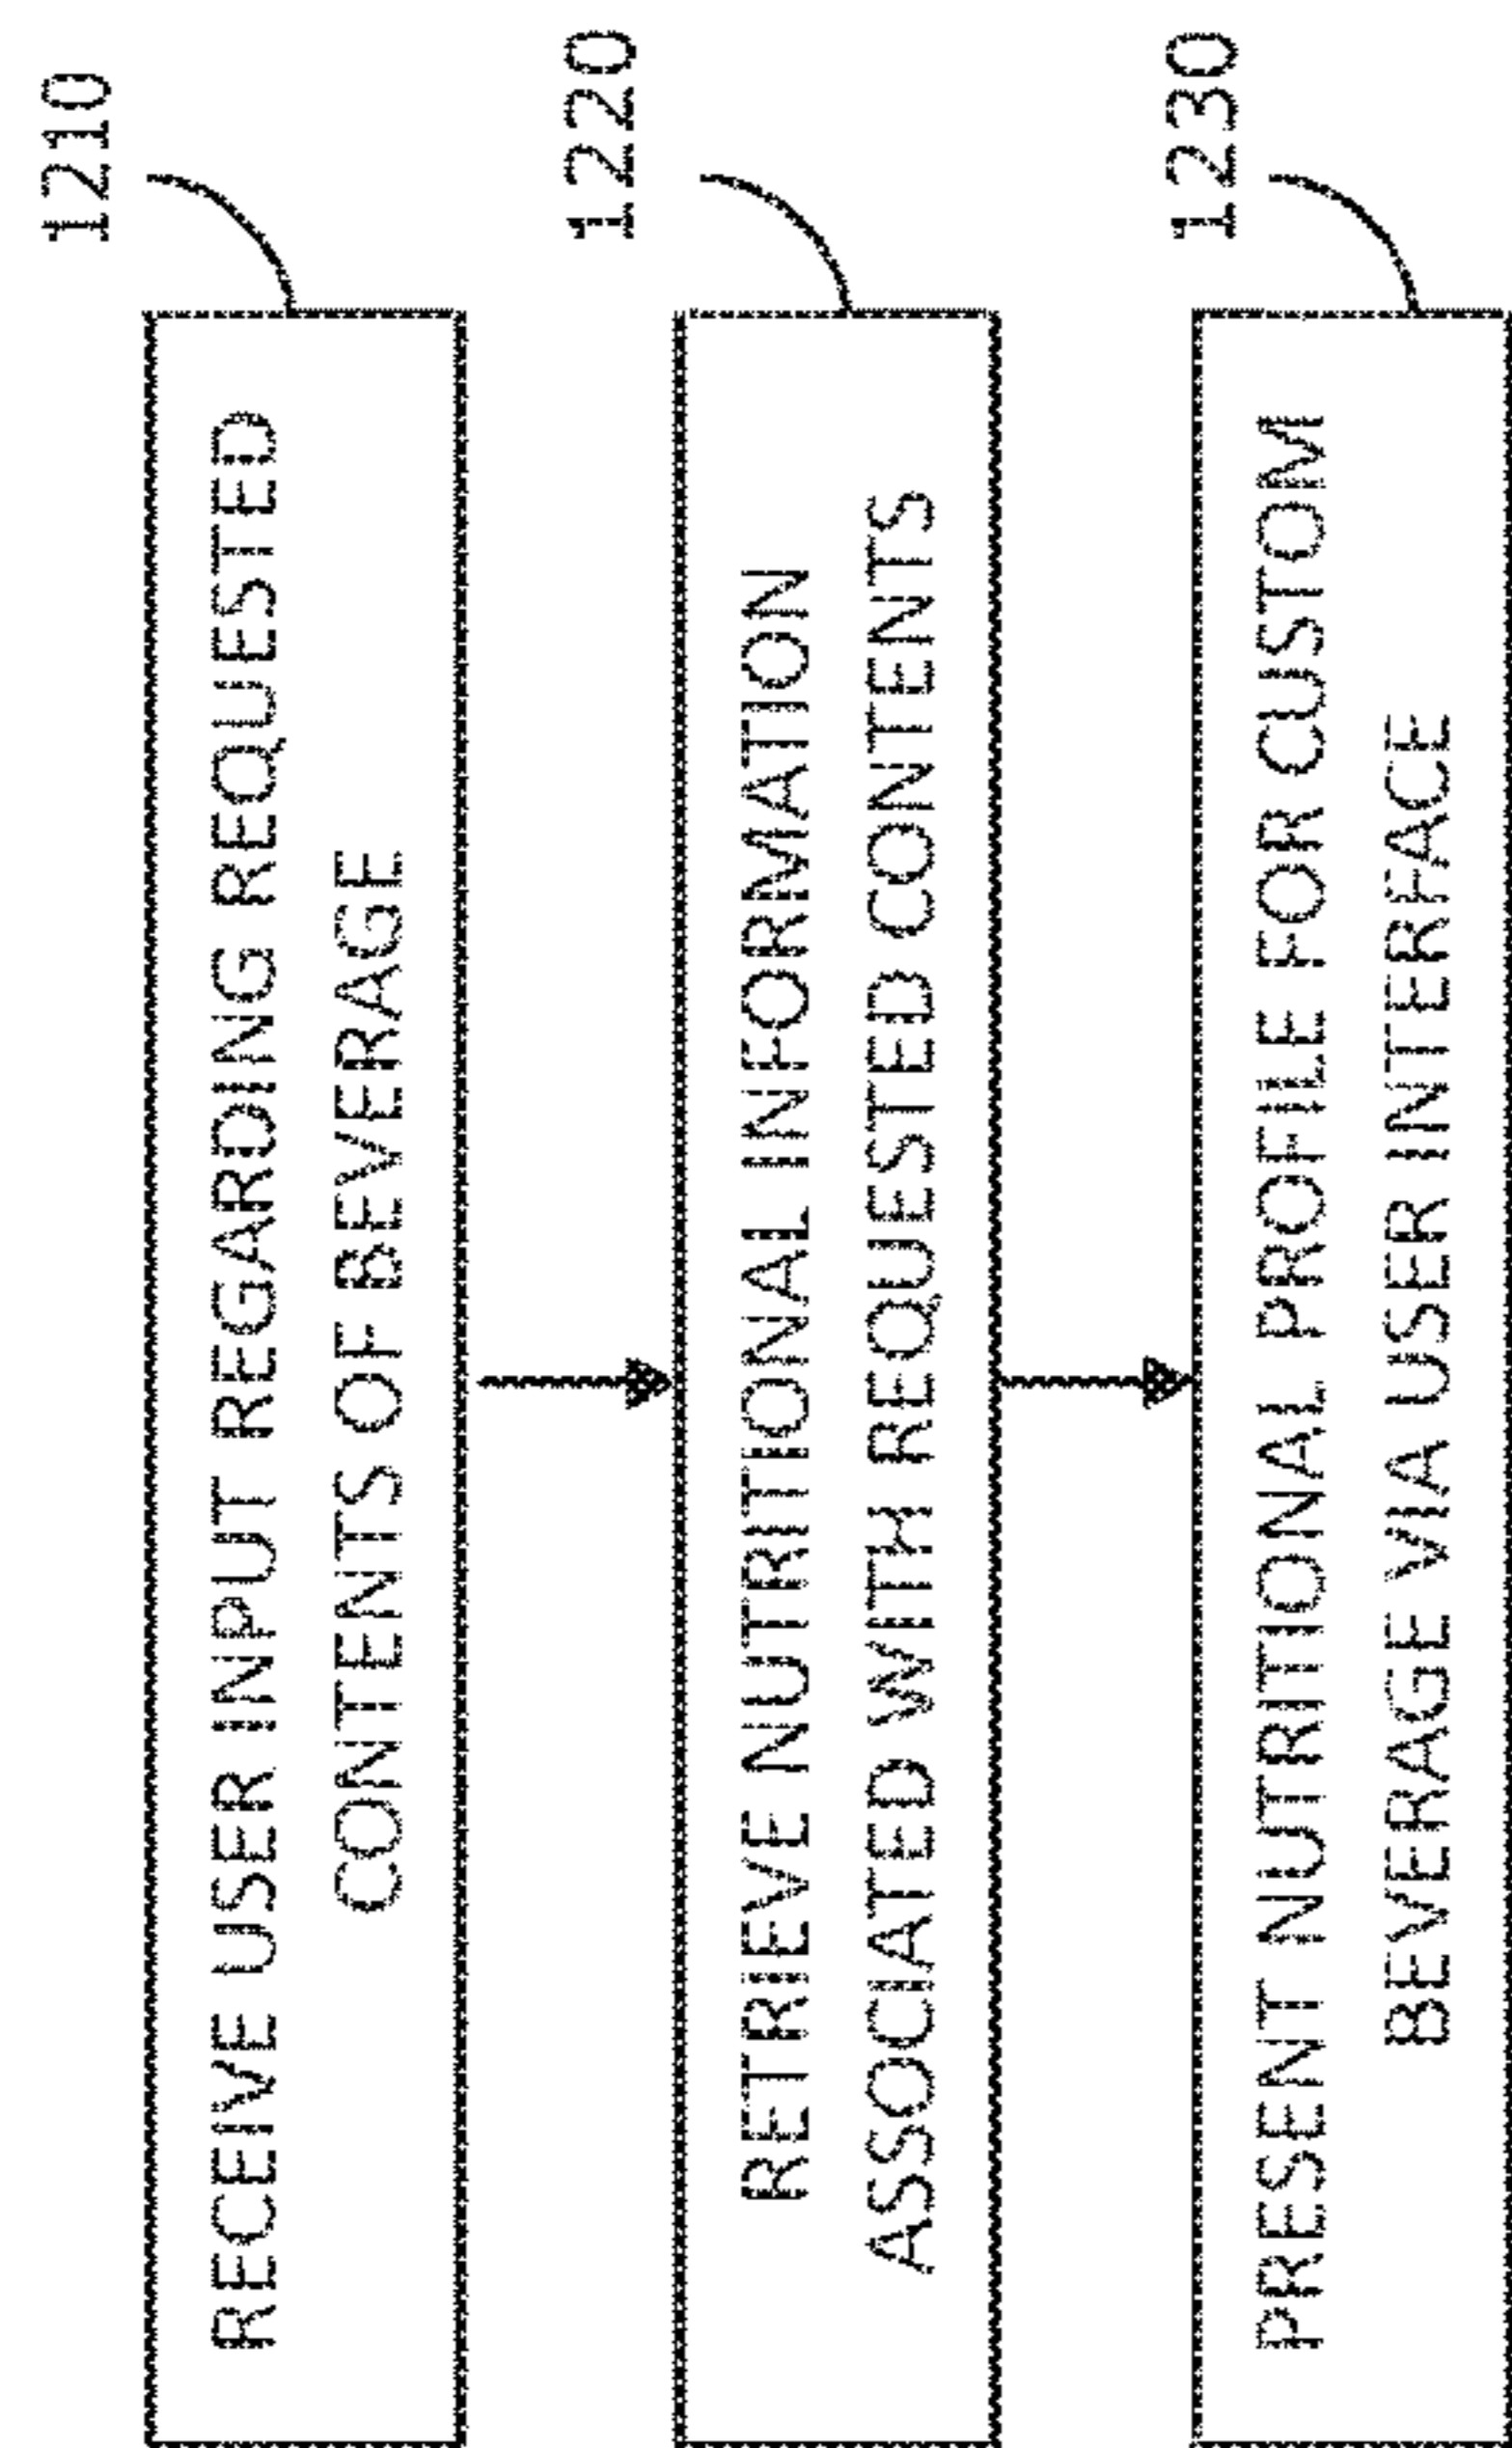 1210
RECEIVE USER INPUT REGARDING REQUESTED
CONTENTS OF BEVERAGE
1220
RETRIEVE NUTRITIONAL INFORMATION
ASSOCIATED WITH REQUESTED CONTENTS
1230
PRESENT NUTRITIONAL PROFILE FOR CUSTOM
BEVERAGE VIA USER INTERFACE